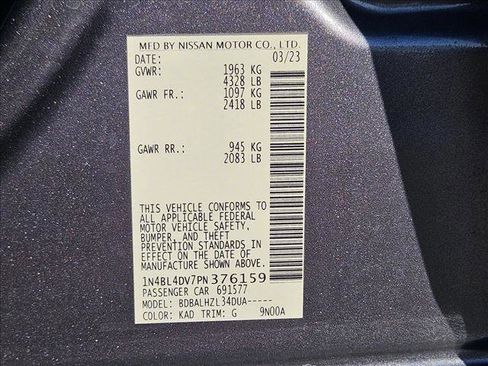 MFD BY NISSAN MOTOR CO., LTD.
DATE: 03/23
GVWR: 1963 KG
4328 LB
GAWR FR.: 1097 KG
2418 LB
GAWR RR.: 945 KG
2083 LB
THIS VEHICLE CONFORMS TO
ALL APPLICABLE FEDERAL
MOTOR VEHICLE SAFETY,
BUMPER, AND THEFT
PREVENTION STANDARDS IN
EFFECT ON THE DATE OF
MANUFACTURE SHOWN ABOVE.
1N4BL4DV7PN376159
PASSENGER CAR 691577
MODEL: BDBALHZL34DUA-----
COLOR: KAD TRIM: G 9N00A